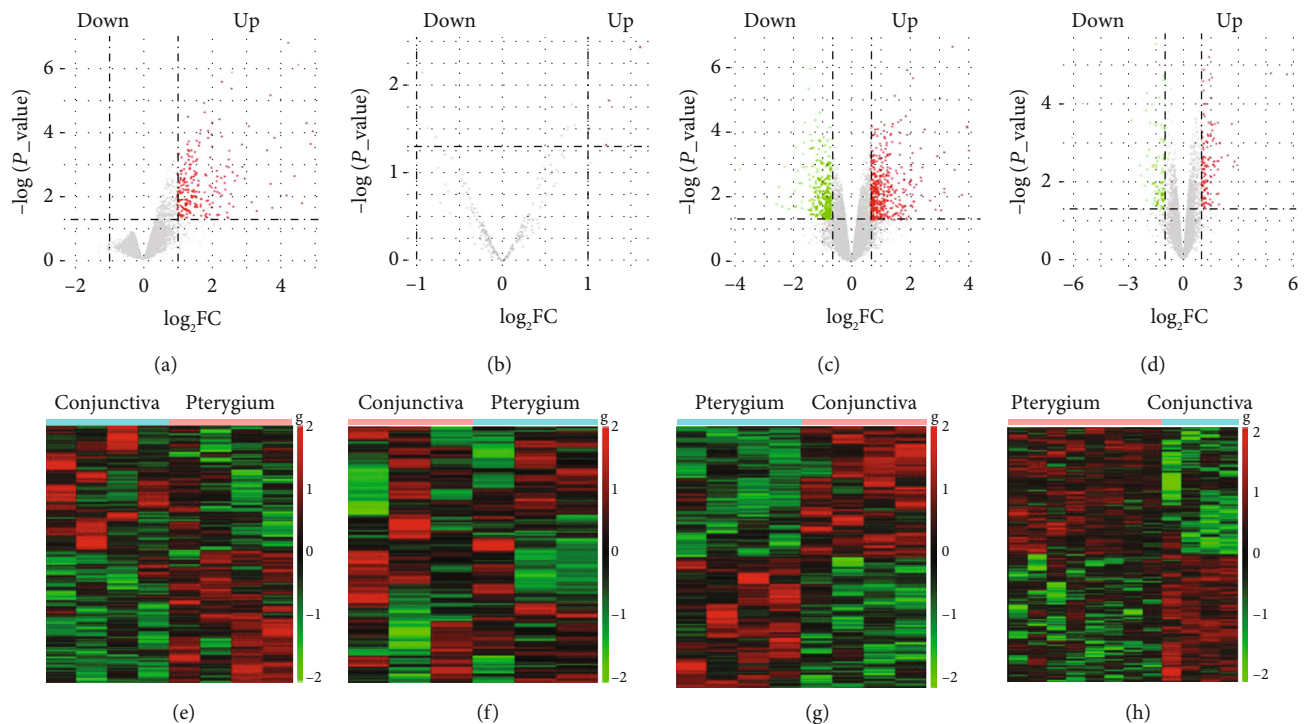 Down Up
6
4
2
0
−2 0 2 4
−log (P_value)
log₂FC
(a)
Down Up
2
1
0
−1 0 1
−log (P_value)
log₂FC
(b)
Down Up
6
4
2
0
−4 −2 0 2 4
−log (P_value)
log₂FC
(c)
Down Up
4
2
0
−6 −3 0 3 6
−log (P_value)
log₂FC
(d)
Conjunctiva Pterygium
g
2
1
0
−1
−2
(e)
Conjunctiva Pterygium
g
2
1
0
−1
−2
(f)
Pterygium Conjunctiva
g
2
1
0
−1
−2
(g)
Pterygium Conjunctiva
g
2
1
0
−1
−2
(h)